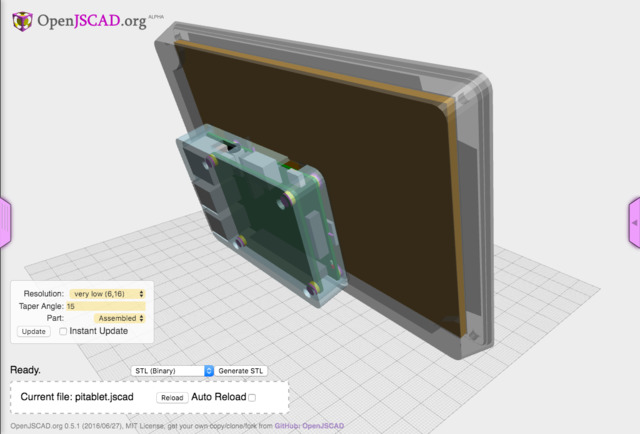 OpenJSCAD.org ALPHA
Resolution: very low (6,16)
Taper Angle: 15
Part: Assembled
Update Instant Update
Ready. STL (Binary) Generate STL
Current file: pitablet.jscad Reload Auto Reload
OpenJSCAD.org 0.5.1 (2016/06/27), MIT License, get your own copy/clone/fork from GitHub: OpenJSCAD